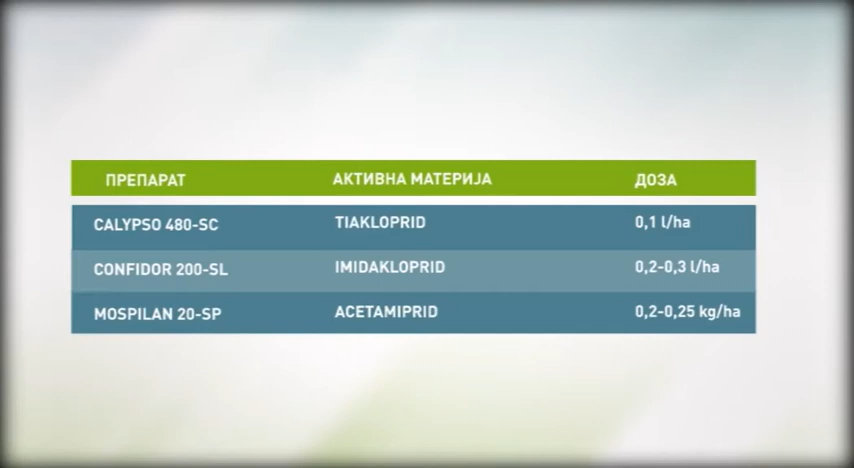 ПРЕПАРАТ АКТИВНА МАТЕРИЈА ДОЗА
CALYPSO 480-SC TIAKLOPRID 0,1 l/ha
CONFIDOR 200-SL IMIDAKLOPRID 0,2-0,3 l/ha
MOSPILAN 20-SP ACETAMIPRID 0,2-0,25 kg/ha